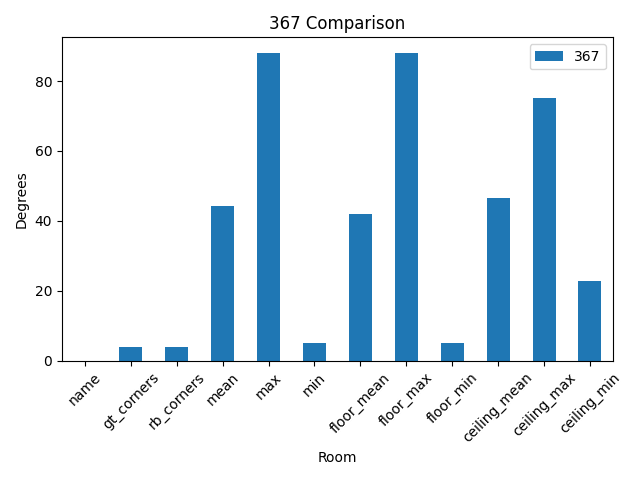 367 Comparison
367
Degrees
80
60
40
20
0
name
gt_corners
rb_corners
mean
max
min
floor_mean
floor_max
floor_min
ceiling_mean
ceiling_max
ceiling_min
Room